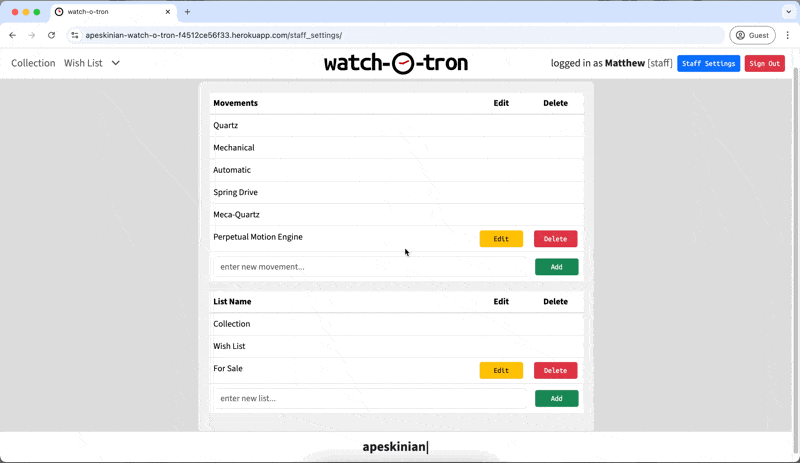 watch-o-tron
apeskinian-watch-o-tron-f4512ce56f33.herokuapp.com/staff_settings/
Guest
Collection Wish List watch-O-tron logged in as Matthew [staff] Staff Settings Sign Out
Movements Edit Delete
Quartz
Mechanical
Automatic
Spring Drive
Meca-Quartz
Perpetual Motion Engine Edit Delete
enter new movement... Add
List Name Edit Delete
Collection
Wish List
For Sale Edit Delete
enter new list... Add
apeskinian|